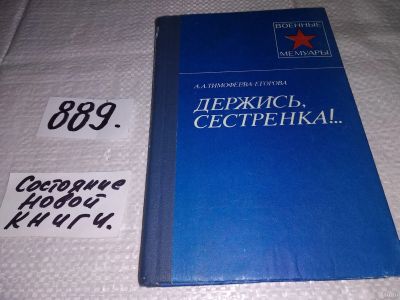 889.
Состояние
новой
книги.
ВОЕННЫЕ
МЕМУАРЫ
А.А.ТИМОФЕЕВА-ЕГОРОВА
ДЕРЖИСЬ,
СЕСТРЕНКА!..